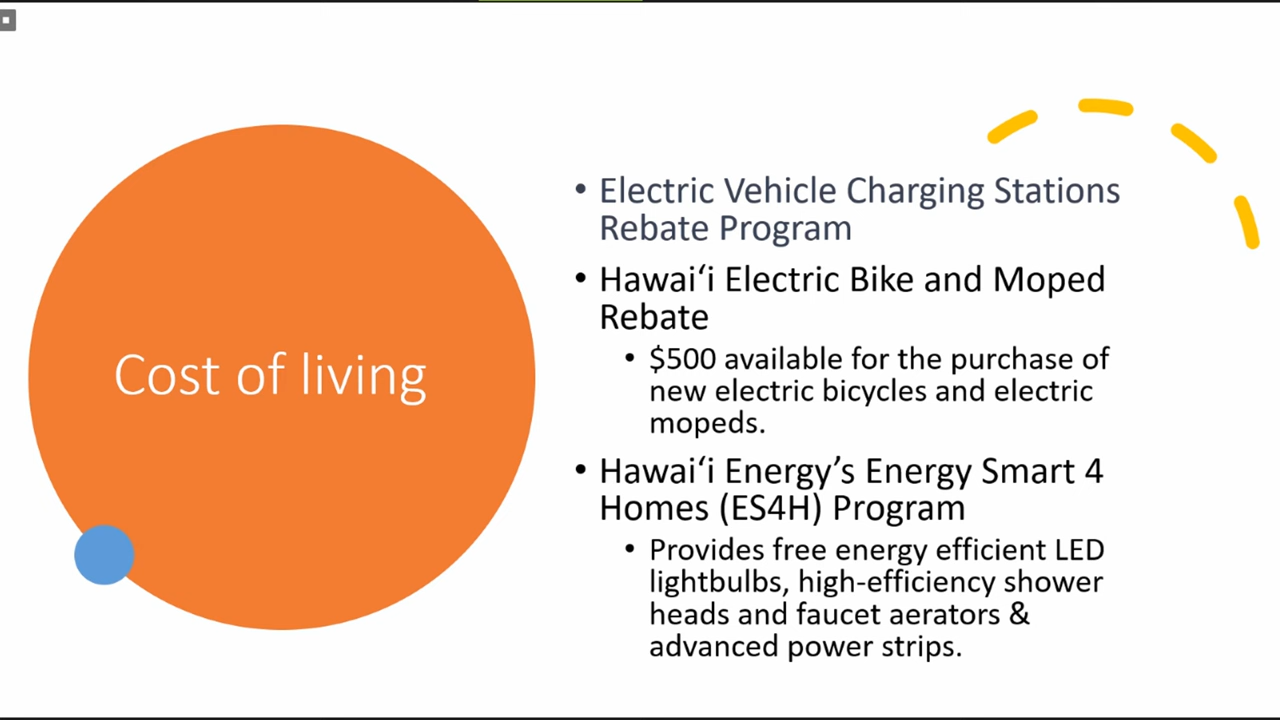 Cost of living
• Electric Vehicle Charging Stations
Rebate Program
• Hawaiʻi Electric Bike and Moped
Rebate
• $500 available for the purchase of
new electric bicycles and electric
mopeds.
• Hawaiʻi Energy’s Energy Smart 4
Homes (ES4H) Program
• Provides free energy efficient LED
lightbulbs, high-efficiency shower
heads and faucet aerators &
advanced power strips.